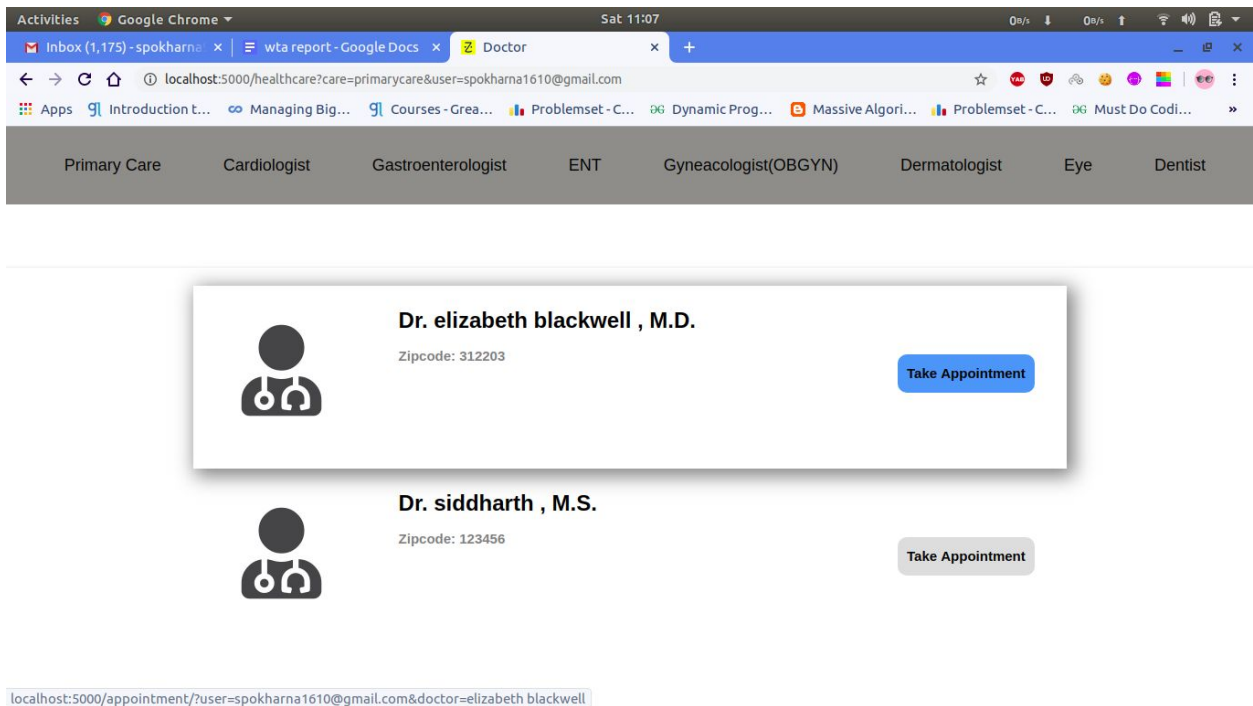 Activities Google Chrome Sat 11:07 0B/s 0B/s
Inbox (1,175) - spokharna wta report - Google Docs Z Doctor
localhost:5000/healthcare?care=primarycare&user=spokharna1610@gmail.com
Apps Introduction t... Managing Big... Courses - Grea... Problemset - C... Dynamic Prog... Massive Algori... Problemset - C... Must Do Codi... »
Primary Care Cardiologist Gastroenterologist ENT Gyneacologist(OBGYN) Dermatologist Eye Dentist
Dr. elizabeth blackwell , M.D.
Zipcode: 312203
Take Appointment
Dr. siddharth , M.S.
Zipcode: 123456
Take Appointment
localhost:5000/appointment/?user=spokharna1610@gmail.com&doctor=elizabeth blackwell